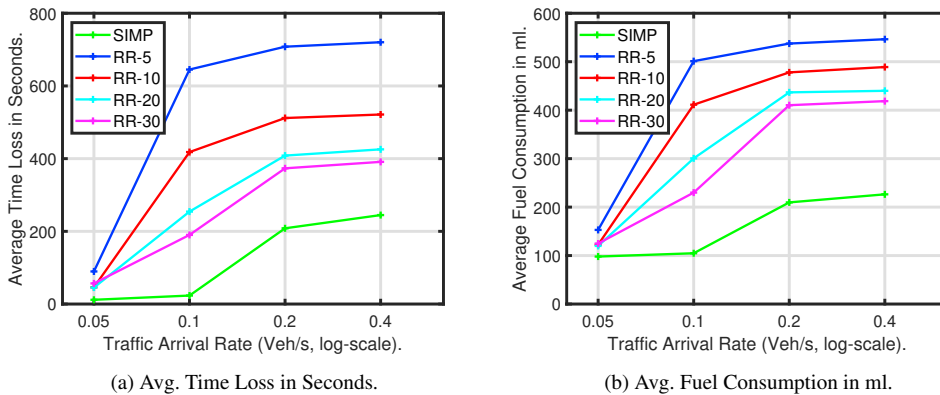 800
600
400
200
0
Average Time Loss in Seconds.
SIMP
RR-5
RR-10
RR-20
RR-30
0.05 0.1 0.2 0.4
Traffic Arrival Rate (Veh/s, log-scale).
(a) Avg. Time Loss in Seconds.
600
500
400
300
200
100
0
Average Fuel Consumption in ml.
SIMP
RR-5
RR-10
RR-20
RR-30
0.05 0.1 0.2 0.4
Traffic Arrival Rate (Veh/s, log-scale).
(b) Avg. Fuel Consumption in ml.